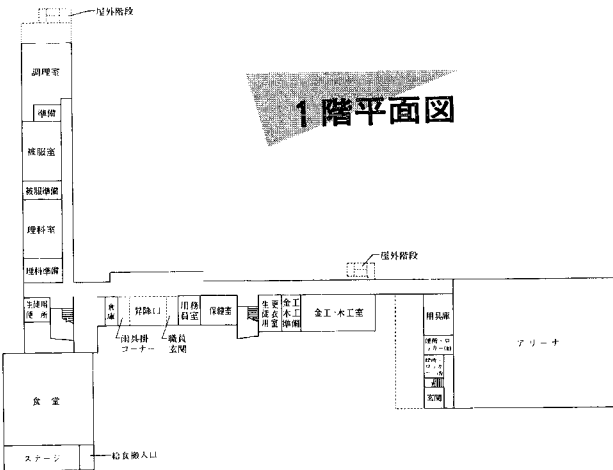 屋外階段
1階平面図
調理室
準備
被服室
被服準備
理科室
理科準備
屋外階段
生徒用
便所
倉庫
昇降口
用務
員室
保健室
生徒用
更衣室
金工
木工
準備
金工・木工室
雨具掛
コーナー
職員
玄関
用具庫
玄関
アリーナ
食堂
ステージ
給食搬入口